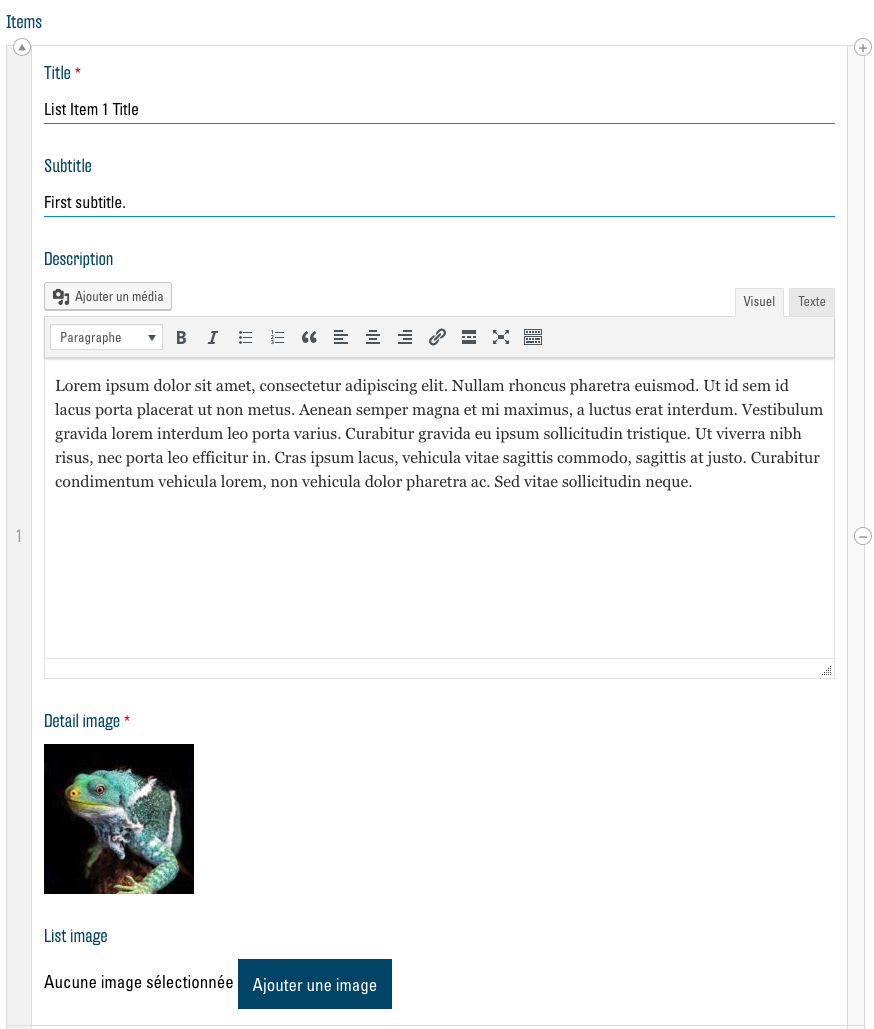 Items
Title *
List Item 1 Title
Subtitle
First subtitle.
Description
Ajouter un média
Visuel Texte
Paragraphe
Lorem ipsum dolor sit amet, consectetur adipiscing elit. Nullam rhoncus pharetra euismod. Ut id sem id
lacus porta placerat ut non metus. Aenean semper magna et mi maximus, a luctus erat interdum. Vestibulum
gravida lorem interdum leo porta varius. Curabitur gravida eu ipsum sollicitudin tristique. Ut viverra nibh
risus, nec porta leo efficitur in. Cras ipsum lacus, vehicula vitae sagittis commodo, sagittis at justo. Curabitur
condimentum vehicula lorem, non vehicula dolor pharetra ac. Sed vitae sollicitudin neque.
1
Detail image *
List image
Aucune image sélectionnée Ajouter une image